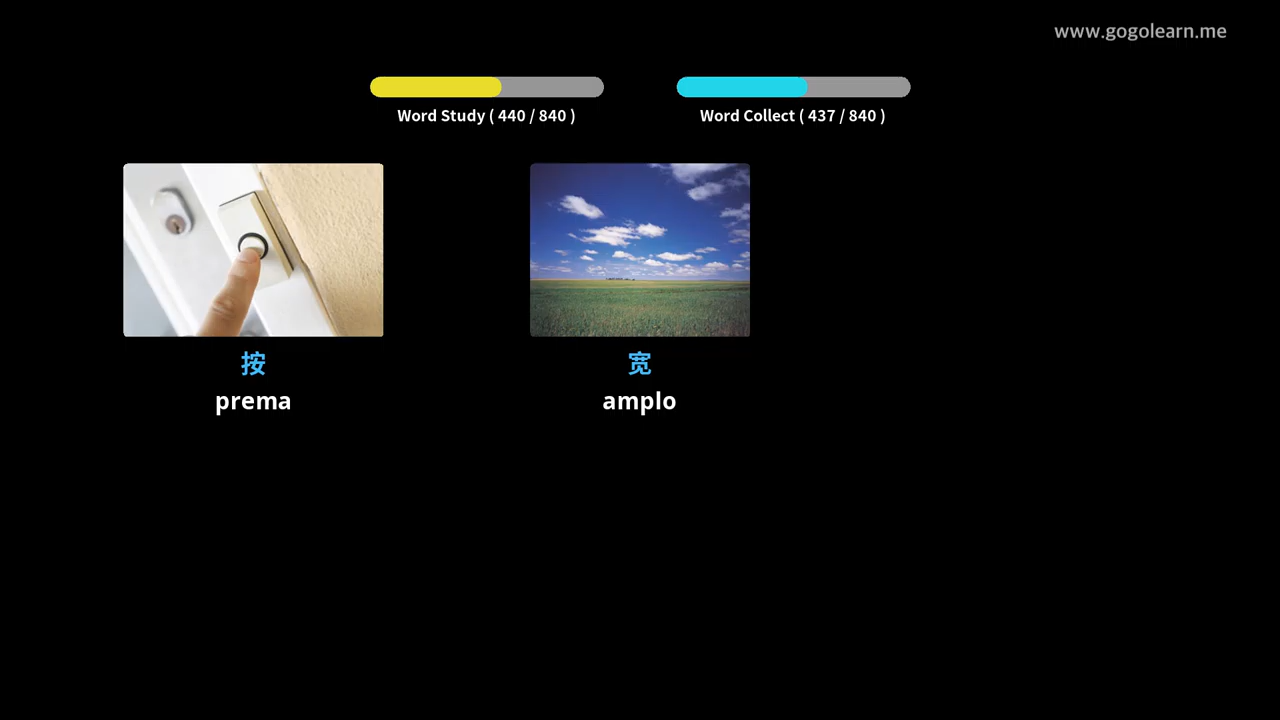 www.gogolearn.me
Word Study ( 440 / 840 )
Word Collect ( 437 / 840 )
按
prema
宽
amplo